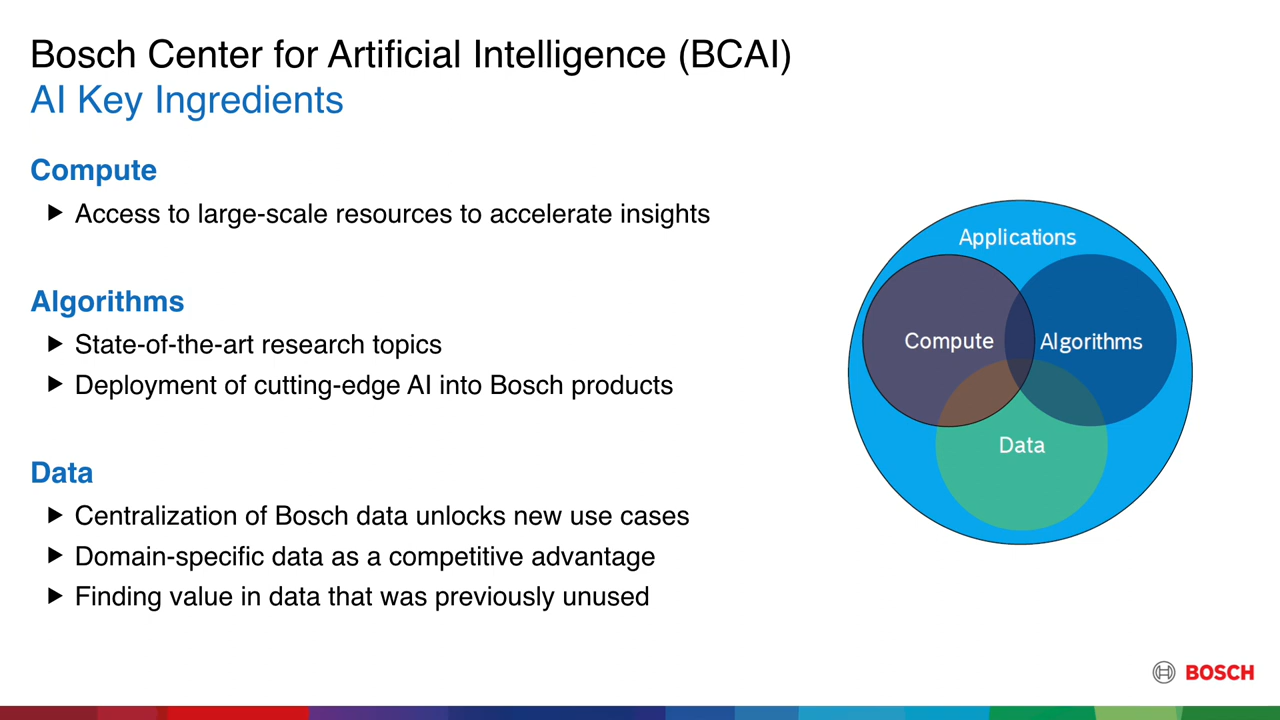 Bosch Center for Artificial Intelligence (BCAI)
AI Key Ingredients
Compute
Access to large-scale resources to accelerate insights
Algorithms
State-of-the-art research topics
Deployment of cutting-edge AI into Bosch products
Data
Centralization of Bosch data unlocks new use cases
Domain-specific data as a competitive advantage
Finding value in data that was previously unused
Applications
Compute
Algorithms
Data
BOSCH